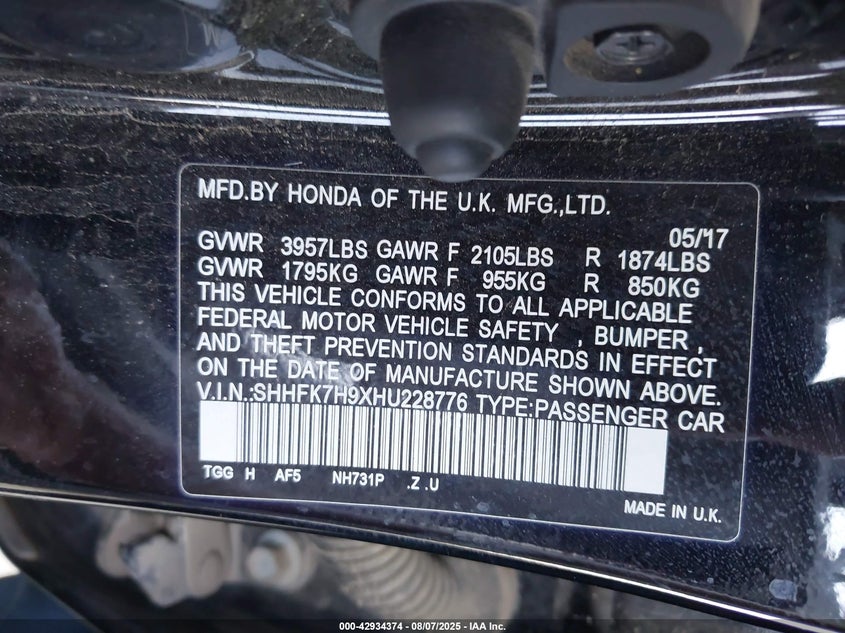 MFD.BY HONDA OF THE U.K. MFG.,LTD.
05/17
GVWR 3957LBS GAWR F 2105LBS R 1874LBS
GVWR 1795KG GAWR F 955KG R 850KG
THIS VEHICLE CONFORMS TO ALL APPLICABLE
FEDERAL MOTOR VEHICLE SAFETY , BUMPER ,
AND THEFT PREVENTION STANDARDS IN EFFECT
ON THE DATE OF MANUFACTURE SHOWN ABOVE.
V.I.N.:SHHFK7H9XHU228776 TYPE:PASSENGER CAR
TGG H AF5 NH731P .Z .U
MADE IN U.K.
000-42934374 - 08/07/2025 - IAA Inc.